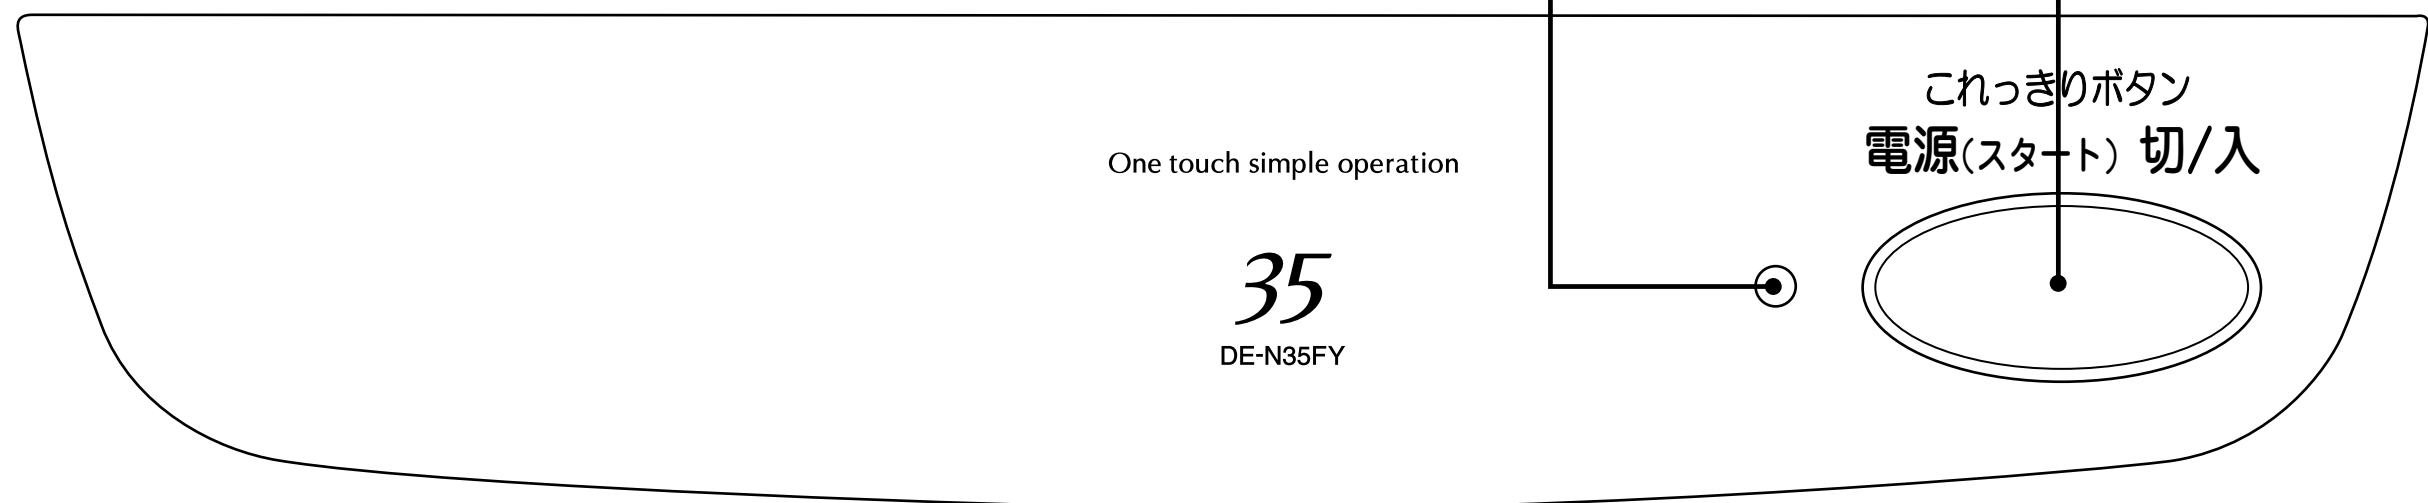 これっきりボタン
電源(スタート) 切/入
One touch simple operation
35
DE-N35FY